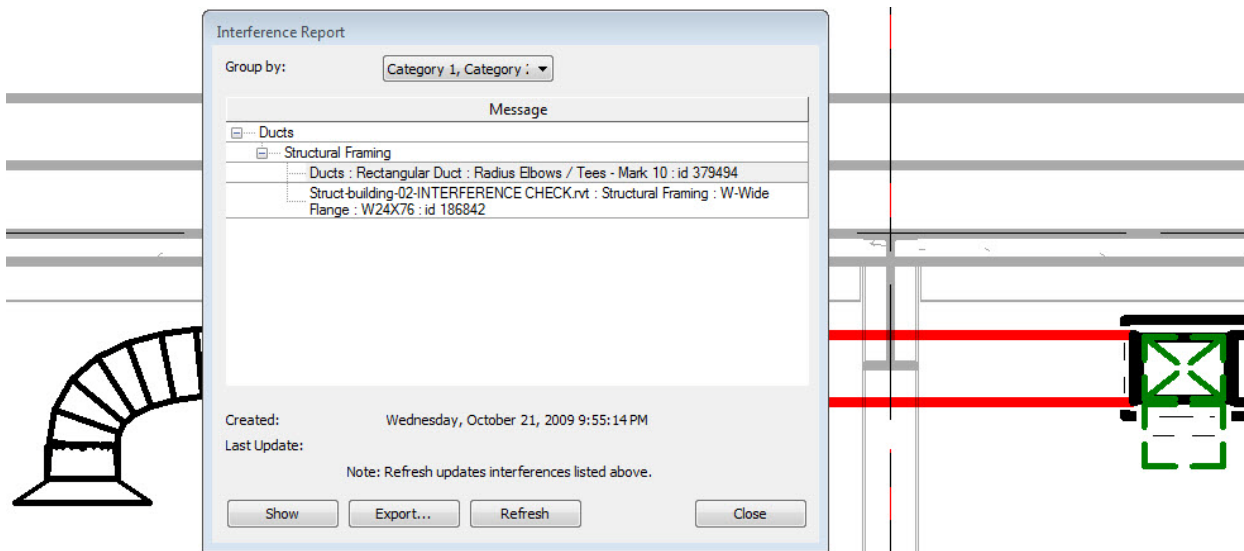 Interference Report
Group by:
Category 1, Category :
Message
Ducts
Structural Framing
Ducts : Rectangular Duct : Radius Elbows / Tees - Mark 10 : id 379494
Struct-building-02-INTERFERENCE CHECK.rvt : Structural Framing : W-Wide
Flange : W24X76 : id 186842
Created:
Wednesday, October 21, 2009 9:55:14 PM
Last Update:
Note: Refresh updates interferences listed above.
Show
Export...
Refresh
Close